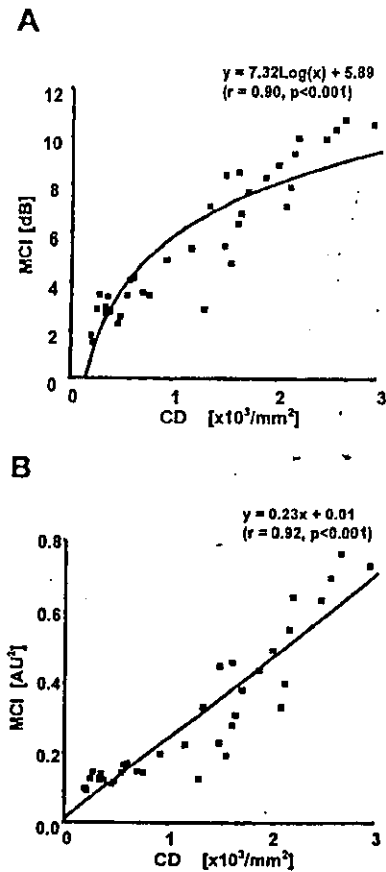 A
y = 7.32Log(x) + 5.89
(r = 0.90, p<0.001)
12
10
8
6
4
2
0
MCI [dB]
0 1 2 3
CD [x10³/mm²]
B
y = 0.23x + 0.01
(r = 0.92, p<0.001)
0.8
0.6
0.4
0.2
0.0
MCI [AU²]
0 1 2 3
CD [x10³/mm²]